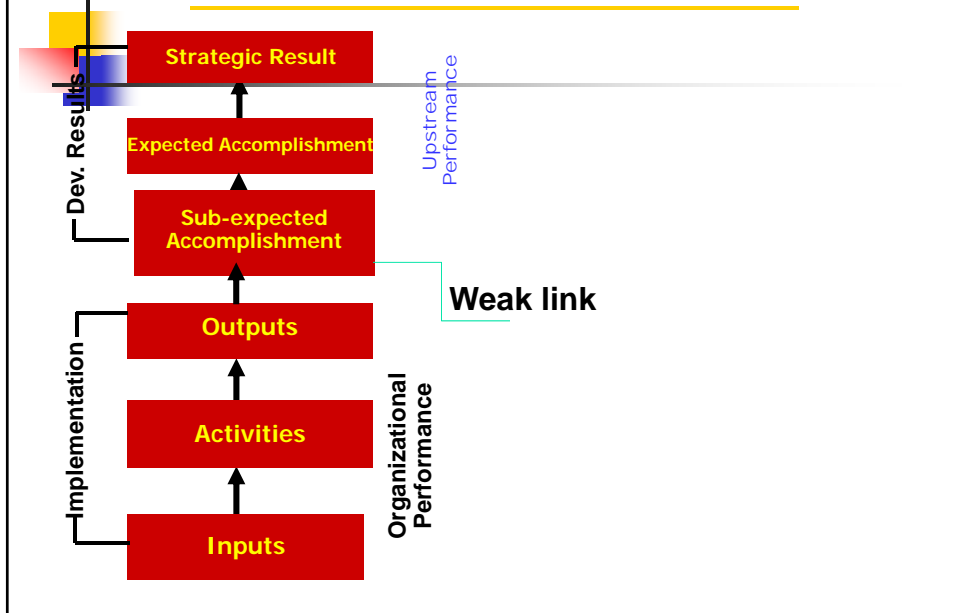 Strategic Result
Expected Accomplishment
Sub-expected
Accomplishment
Outputs
Activities
Inputs
Dev. Results
Implementation
Upstream
Performance
Weak link
Organizational
Performance